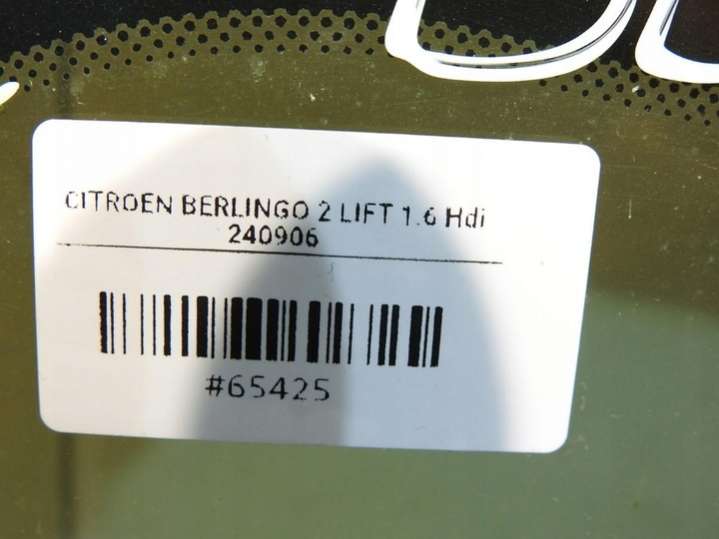 CITROEN BERLINGO 2 LIFT 1.6 Hdi
240906
#65425